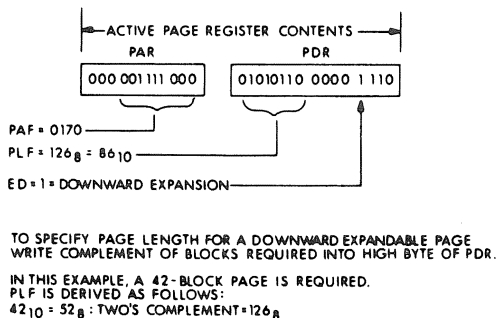 ACTIVE PAGE REGISTER CONTENTS
PAR PDR
000 001111 000 01010110 0000 1 110
PAF = 0170
PLF = 126₈ = 86₁₀
ED = 1 = DOWNWARD EXPANSION
TO SPECIFY PAGE LENGTH FOR A DOWNWARD EXPANDABLE PAGE
WRITE COMPLEMENT OF BLOCKS REQUIRED INTO HIGH BYTE OF PDR.
IN THIS EXAMPLE, A 42-BLOCK PAGE IS REQUIRED.
PLF IS DERIVED AS FOLLOWS:
42₁₀ = 52₈ : TWO'S COMPLEMENT = 126₈